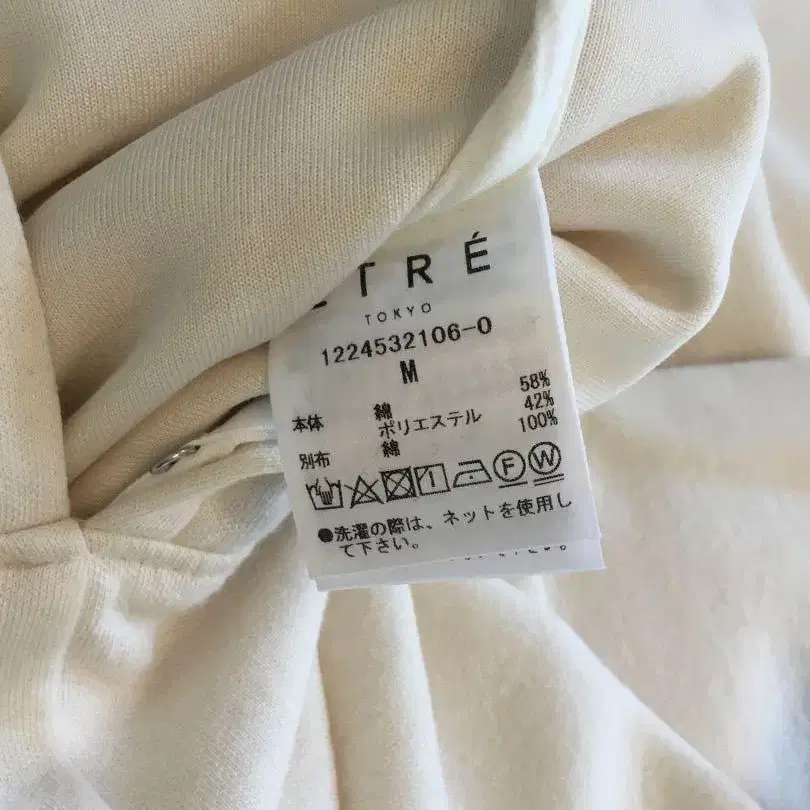 ETRÉ
TOKYO
1224532106-0
M
本体 綿 58%
ポリエステル 42%
別布 綿 100%
F W
●洗濯の際は、ネットを使用し
て下さい。